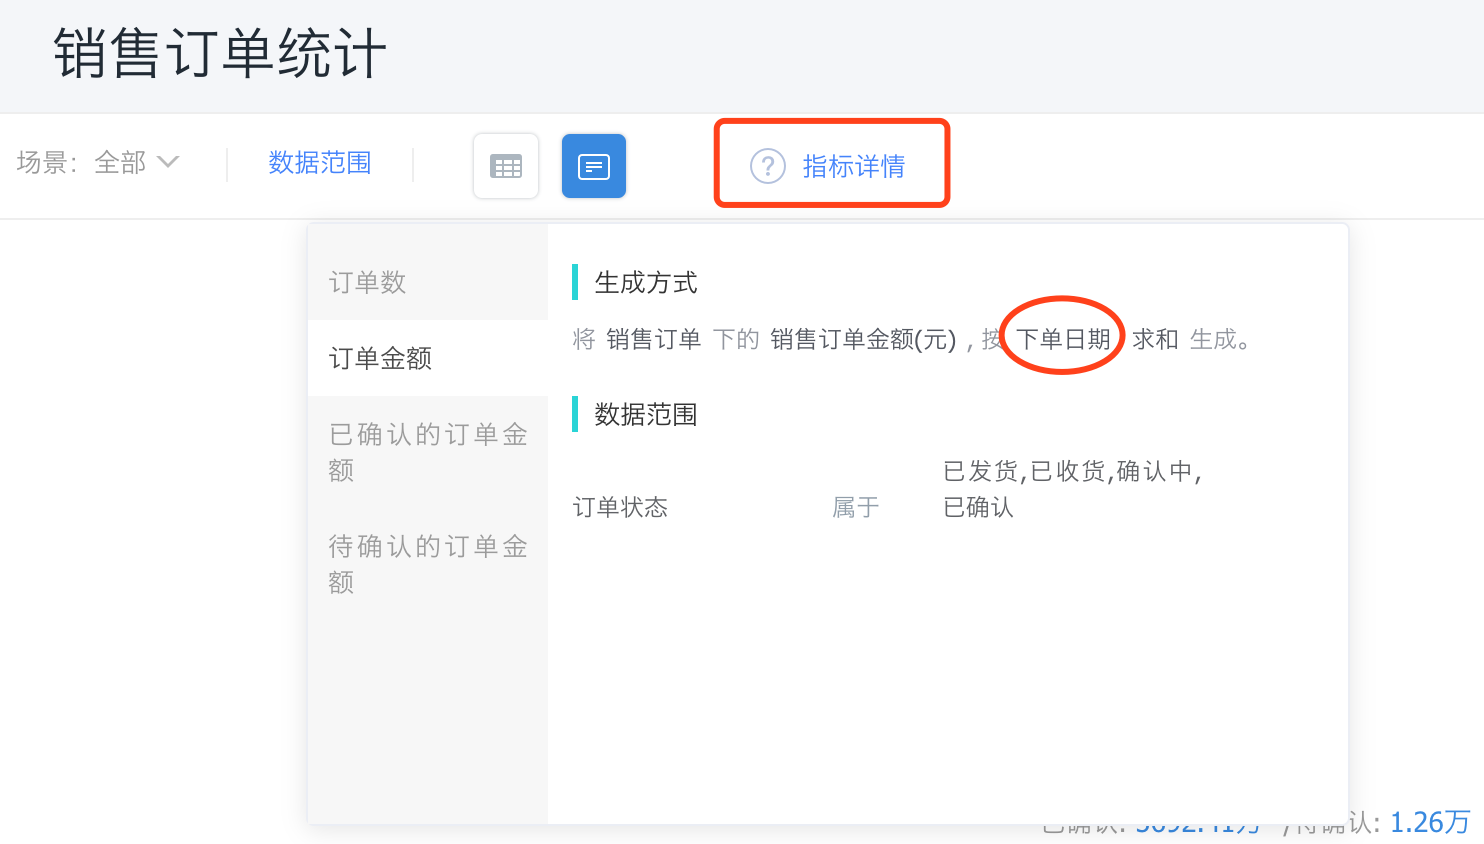 销售订单统计
场景: 全部
数据范围
? 指标详情
订单数
订单金额
已确认的订单金
额
待确认的订单金
额
生成方式
将 销售订单 下的 销售订单金额(元) , 按 下单日期 求和 生成。
数据范围
订单状态 属于 已发货,已收货,确认中,
已确认
确认: 1.26万